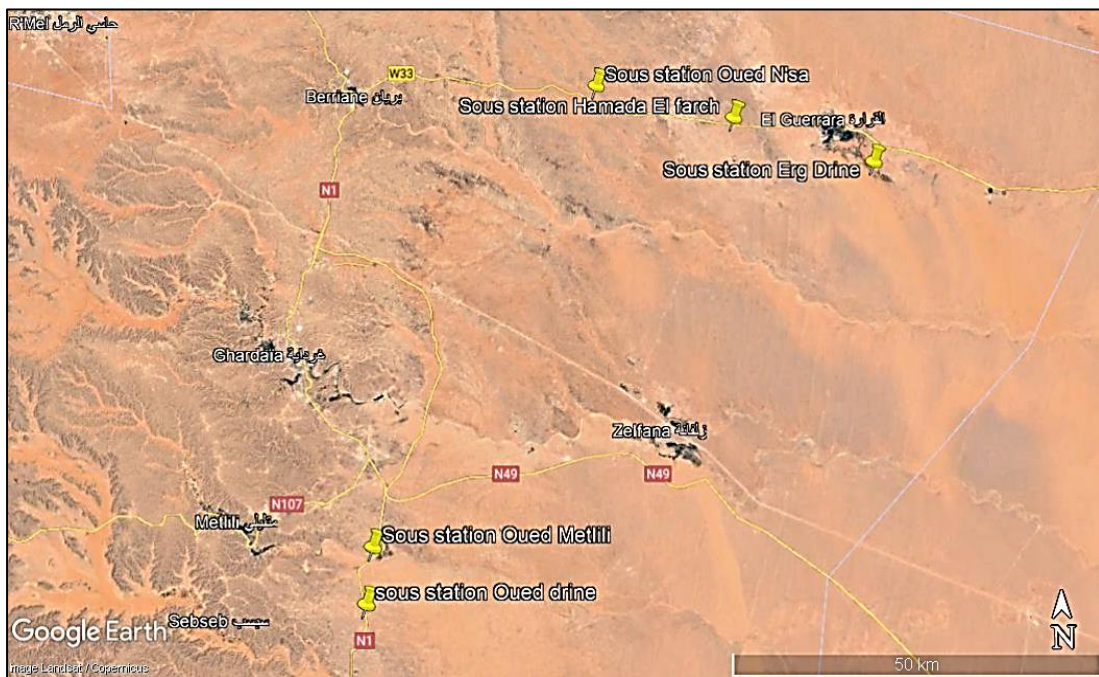 R'Mel حاسي الرمل
W33
Sous station Oued N'sa
Berriane بريان
Sous station Hamada El farch
El Guerrara القرارة
Sous station Erg Drine
N1
Ghardaïa غرداية
Zelfana زلفانة
N49
N49
N107
Metlili متليلي
Sous station Oued Metlili
sous station Oued drine
Sebseb سبسب
Google Earth
N1
N
Image Landsat / Copernicus
50 km